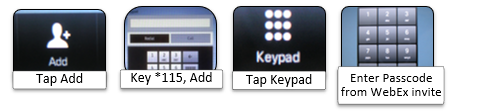 Add
Tap Add
Key *115, Add
Keypad
Tap Keypad
Enter Passcode
from WebEx invite